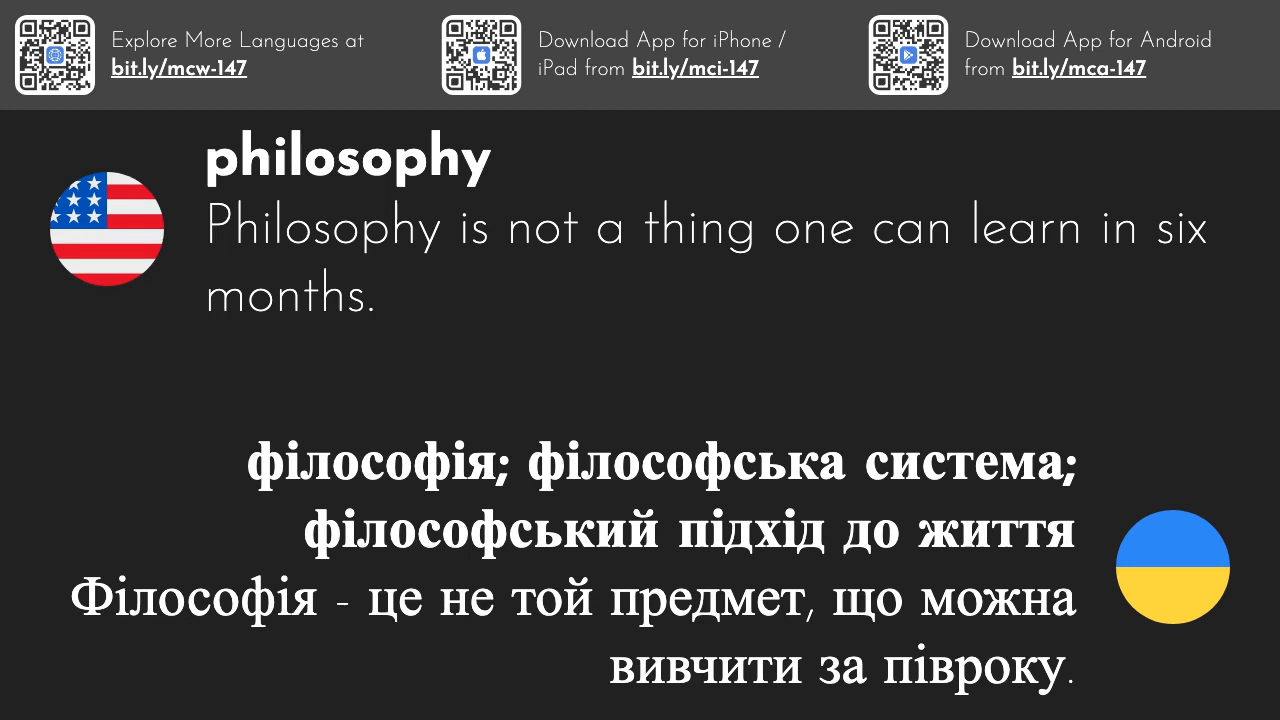 Explore More Languages at
bit.ly/mcw-147
Download App for iPhone /
iPad from bit.ly/mci-147
Download App for Android
from bit.ly/mca-147
philosophy
Philosophy is not a thing one can learn in six
months.
філософія; філософська система;
філософський підхід до життя
Філософія - це не той предмет, що можна
вивчити за півроку.